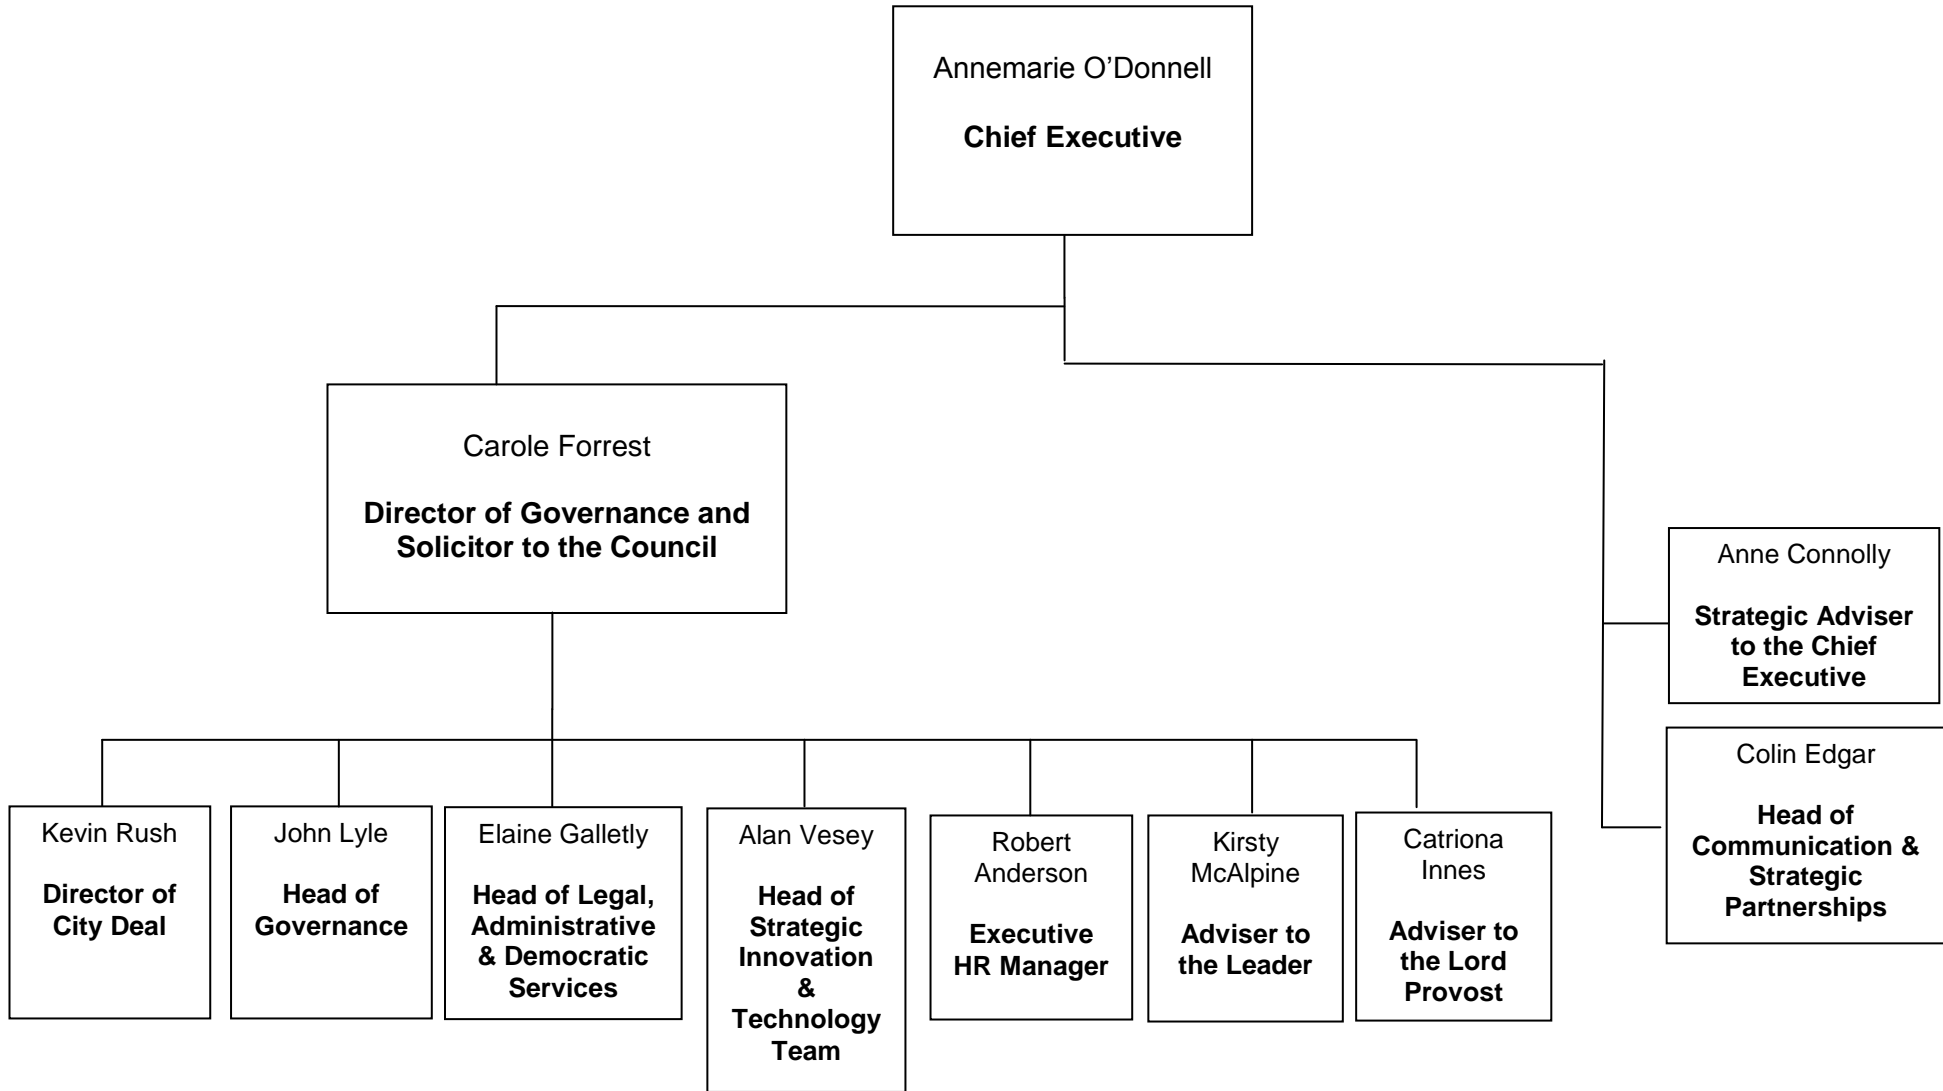 Annemarie O’Donnell
Chief Executive
Carole Forrest
Director of Governance and
Solicitor to the Council
Anne Connolly
Strategic Adviser
to the Chief
Executive
Colin Edgar
Head of
Communication &
Strategic
Partnerships
Kevin Rush
Director of
City Deal
John Lyle
Head of
Governance
Elaine Galletly
Head of Legal,
Administrative
& Democratic
Services
Alan Vesey
Head of
Strategic
Innovation
&
Technology
Team
Robert
Anderson
Executive
HR Manager
Kirsty
McAlpine
Adviser to
the Leader
Catriona
Innes
Adviser to
the Lord
Provost